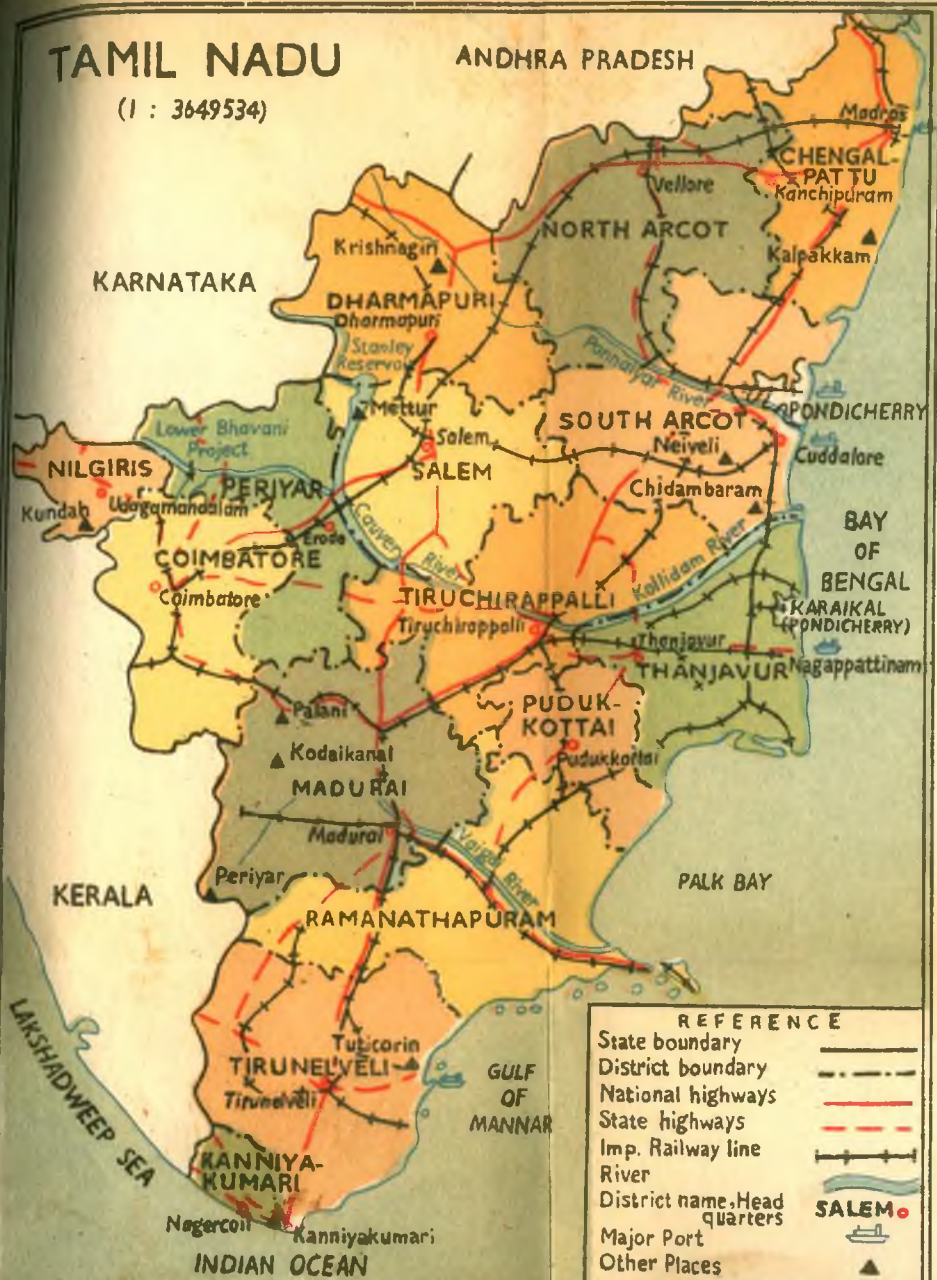 TAMIL NADU
(1 : 3649534)
ANDHRA PRADESH
Madras
CHENGAL-
PATTU
Kanchipuram
Vellore
NORTH ARCOT
Kalpakkam
Krishnagiri
KARNATAKA
DHARMAPURI
Dharmapuri
Stanley
Reservoir
Ponnaiyar River
Mettur
PONDICHERRY
SOUTH ARCOT
Lower Bhavani
Project
Salem
Neiveli
Cuddalore
NILGIRIS
SALEM
PERIYAR
Chidambaram
Udagamandalam
Kundah
Erode
Cauvery
River
Kollidam River
BAY
OF
BENGAL
COIMBATORE
Coimbatore
TIRUCHIRAPPALLI
Tiruchirappalli
KARAIKAL
(PONDICHERRY)
Thanjavur
THANJAVUR
Nagappattinam
PUDUK-
KOTTAI
Palani
Pudukkottai
Kodaikanal
MADURAI
Madurai
Vaigai
River
PALK BAY
Periyar
KERALA
RAMANATHAPURAM
LAKSHADWEEP SEA
Tuticorin
TIRUNELVELI
Tirunelveli
GULF
OF
MANNAR
KANNIYA-
KUMARI
Nagercoil
Kanniyakumari
INDIAN OCEAN
REFERENCE
State boundary
District boundary
National highways
State highways
Imp. Railway line
River
District name, Head
quarters
SALEM
Major Port
Other Places